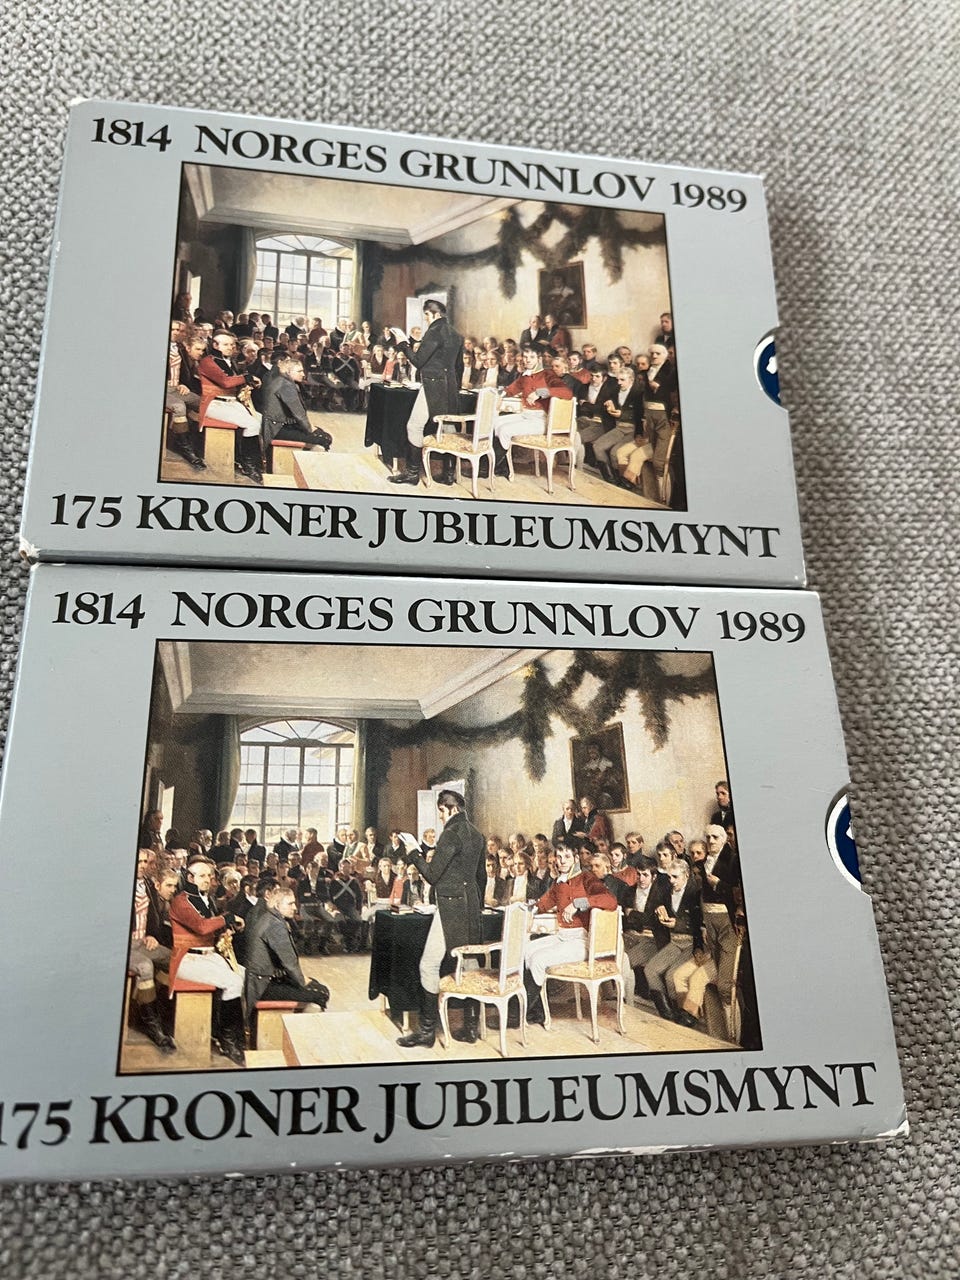 1814 NORGES GRUNNLOV 1989
175 KRONER JUBILEUMSMYNT
1814 NORGES GRUNNLOV 1989
175 KRONER JUBILEUMSMYNT